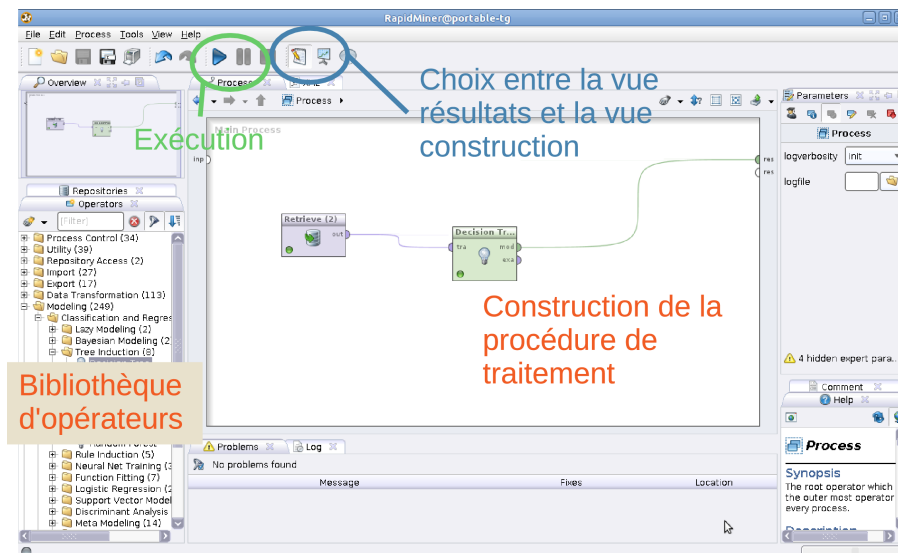 RapidMiner@portable-tg
File Edit Process Tools View Help
Overview
Process
XML
Process
Choix entre la vue
résultats et la vue
construction
Exécution
Main Process
inp
res
res
Retrieve (2)
out
Decision Tr...
tra
mod
exa
Construction de la
procédure de
traitement
Repositories
Operators
[Filter]
Process Control (34)
Utility (39)
Repository Access (2)
Import (27)
Export (17)
Data Transformation (113)
Modeling (249)
Classification and Regres
Lazy Modeling (2)
Bayesian Modeling (2
Tree Induction (8)
Bibliothèque
d'opérateurs
Random Forest
Rule Induction (5)
Neural Net Training (3
Function Fitting (7)
Logistic Regression (2
Support Vector Model
Discriminant Analysis
Meta Modeling (14)
Problems
Log
No problems found
Message Fixes Location
Parameters
Process
logverbosity init
logfile
4 hidden expert para..
Comment
Help
Process
Synopsis
The root operator which
the outer most operator
every process.
Description